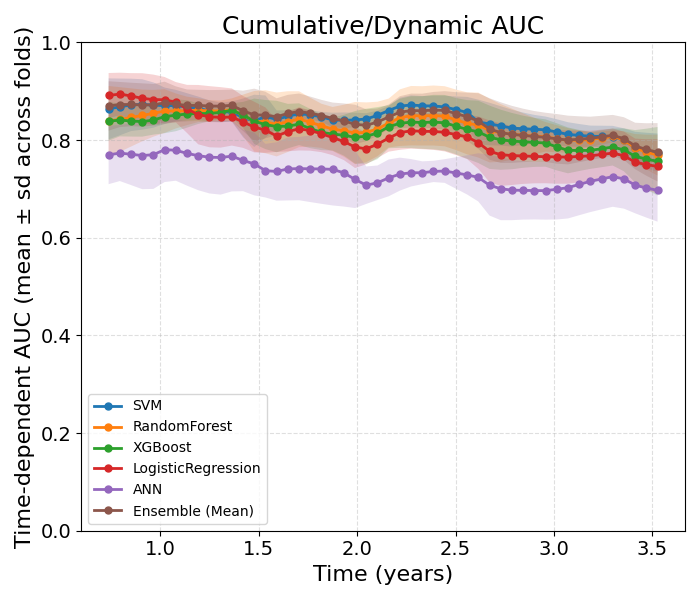 Cumulative/Dynamic AUC
Time-dependent AUC (mean ± sd across folds)
1.0
0.8
0.6
0.4
0.2
0.0
SVM
RandomForest
XGBoost
LogisticRegression
ANN
Ensemble (Mean)
1.0 1.5 2.0 2.5 3.0 3.5
Time (years)